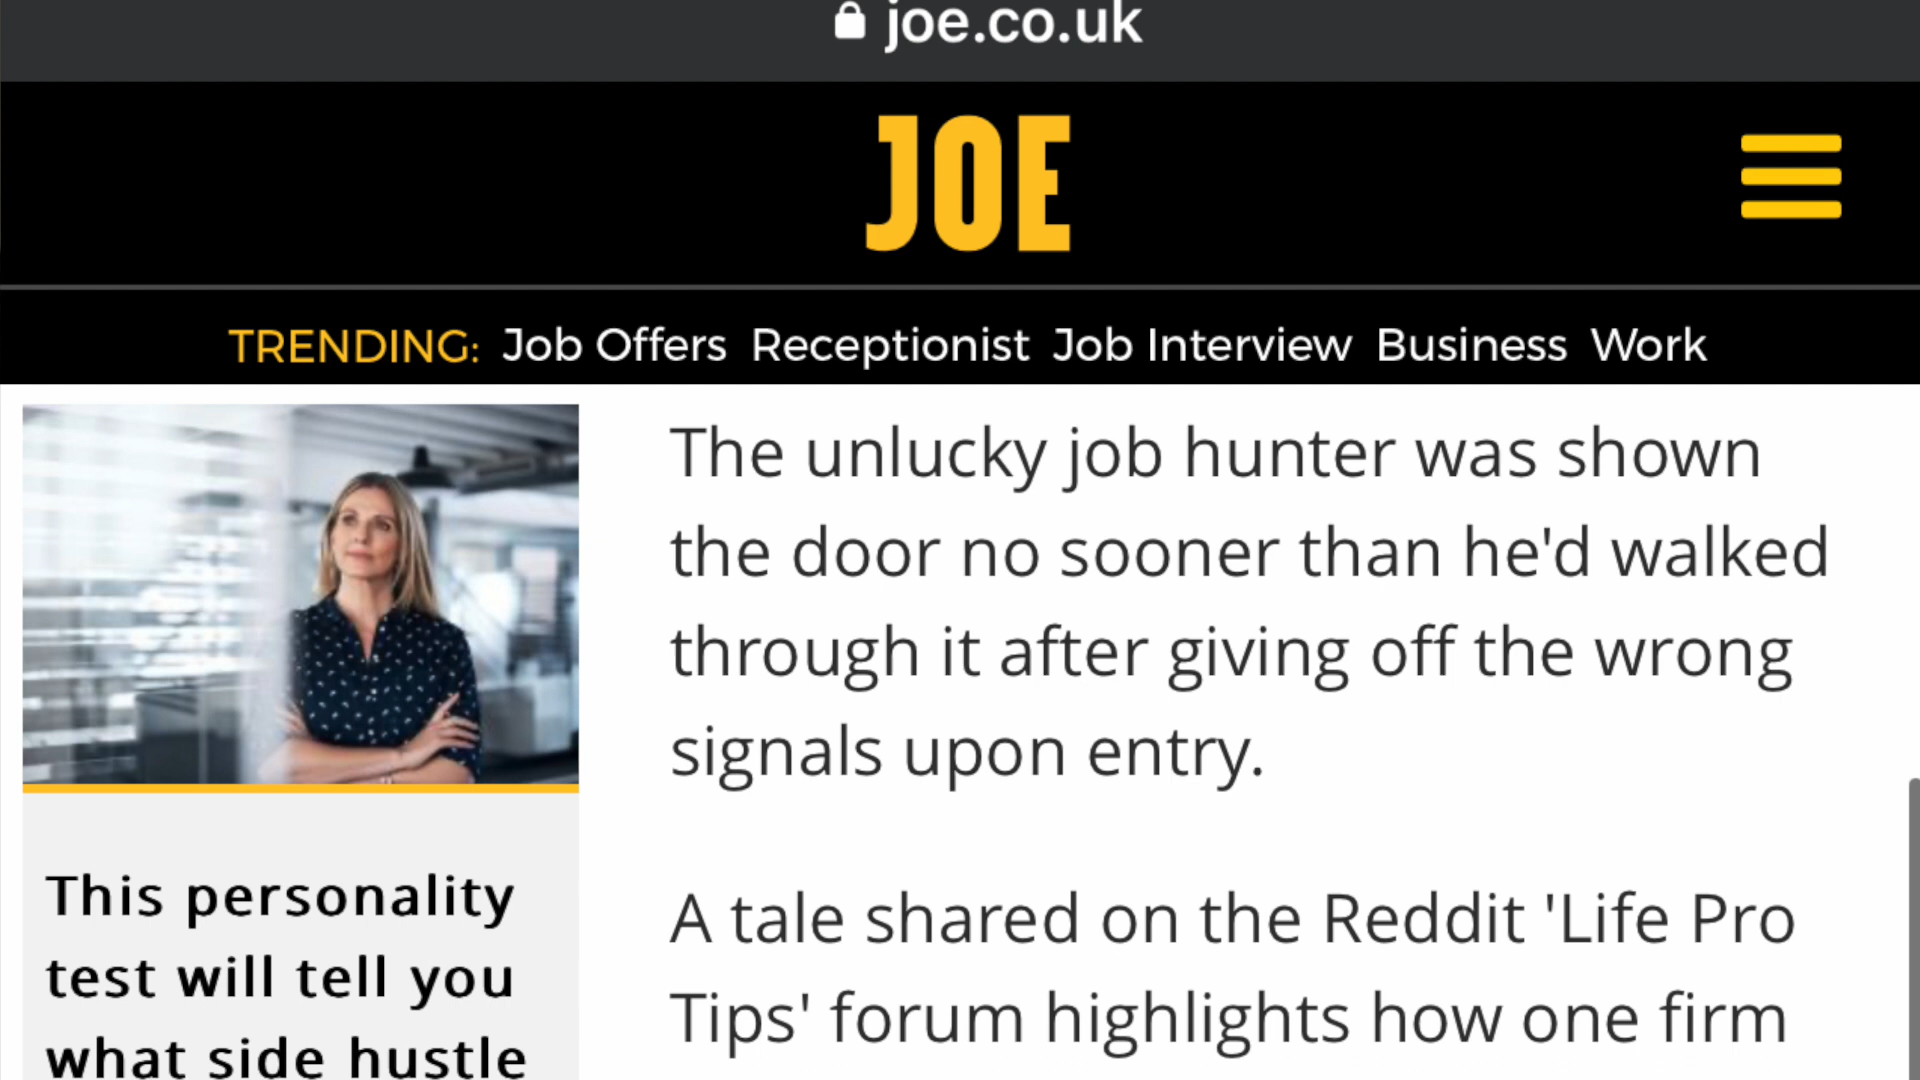 joe.co.uk
JOE
TRENDING: Job Offers Receptionist Job Interview Business Work
The unlucky job hunter was shown
the door no sooner than he'd walked
through it after giving off the wrong
signals upon entry.
A tale shared on the Reddit 'Life Pro
Tips' forum highlights how one firm
This personality
test will tell you
what side hustle